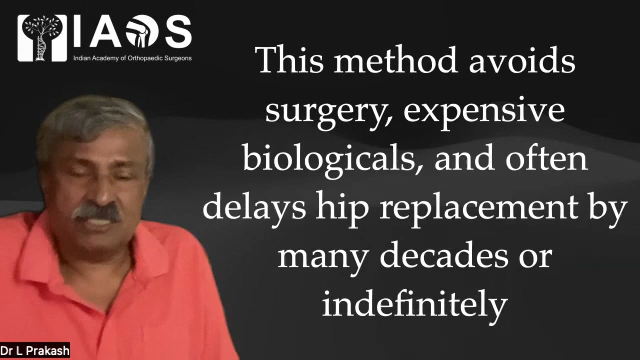 IAOS
Indian Academy of Orthopaedic Surgeons
This method avoids
surgery, expensive
biologicals, and often
delays hip replacement by
many decades or
indefinitely
Dr L Prakash